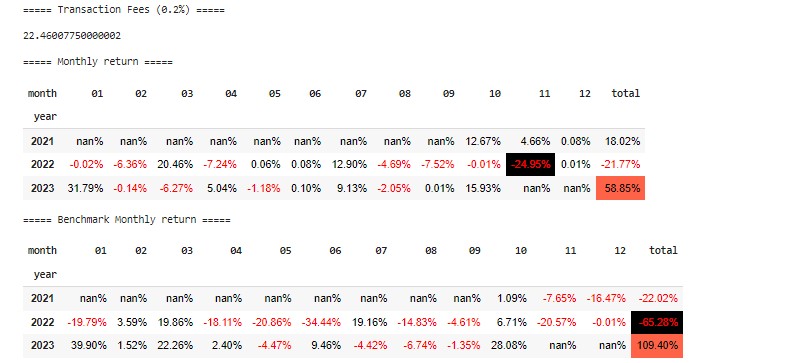 ===== Transaction Fees (0.2%) =====
22.46007750000002
===== Monthly return =====
month 01 02 03 04 05 06 07 08 09 10 11 12 total
year
2021 nan% nan% nan% nan% nan% nan% nan% nan% nan% 12.67% 4.66% 0.08% 18.02%
2022 -0.02% -6.36% 20.46% -7.24% 0.06% 0.08% 12.90% -4.69% -7.52% -0.01% -24.95% 0.01% -21.77%
2023 31.79% -0.14% -6.27% 5.04% -1.18% 0.10% 9.13% -2.05% 0.01% 15.93% nan% nan% 58.85%
===== Benchmark Monthly return =====
month 01 02 03 04 05 06 07 08 09 10 11 12 total
year
2021 nan% nan% nan% nan% nan% nan% nan% nan% nan% 1.09% -7.65% -16.47% -22.02%
2022 -19.79% 3.59% 19.86% -18.11% -20.86% -34.44% 19.16% -14.83% -4.61% 6.71% -20.57% -0.01% -65.28%
2023 39.90% 1.52% 22.26% 2.40% -4.47% 9.46% -4.42% -6.74% -1.35% 28.08% nan% nan% 109.40%